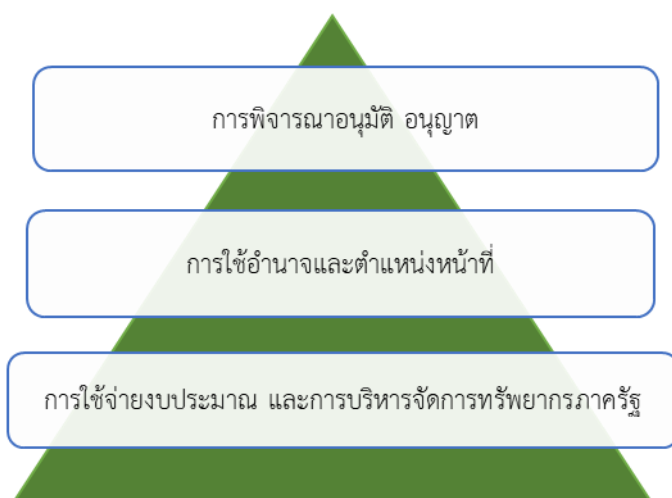 การพิจารณาอนุมัติ อนุญาต
การใช้อำนาจและตำแหน่งหน้าที่
การใช้จ่ายงบประมาณ และการบริหารจัดการทรัพยากรภาครัฐ